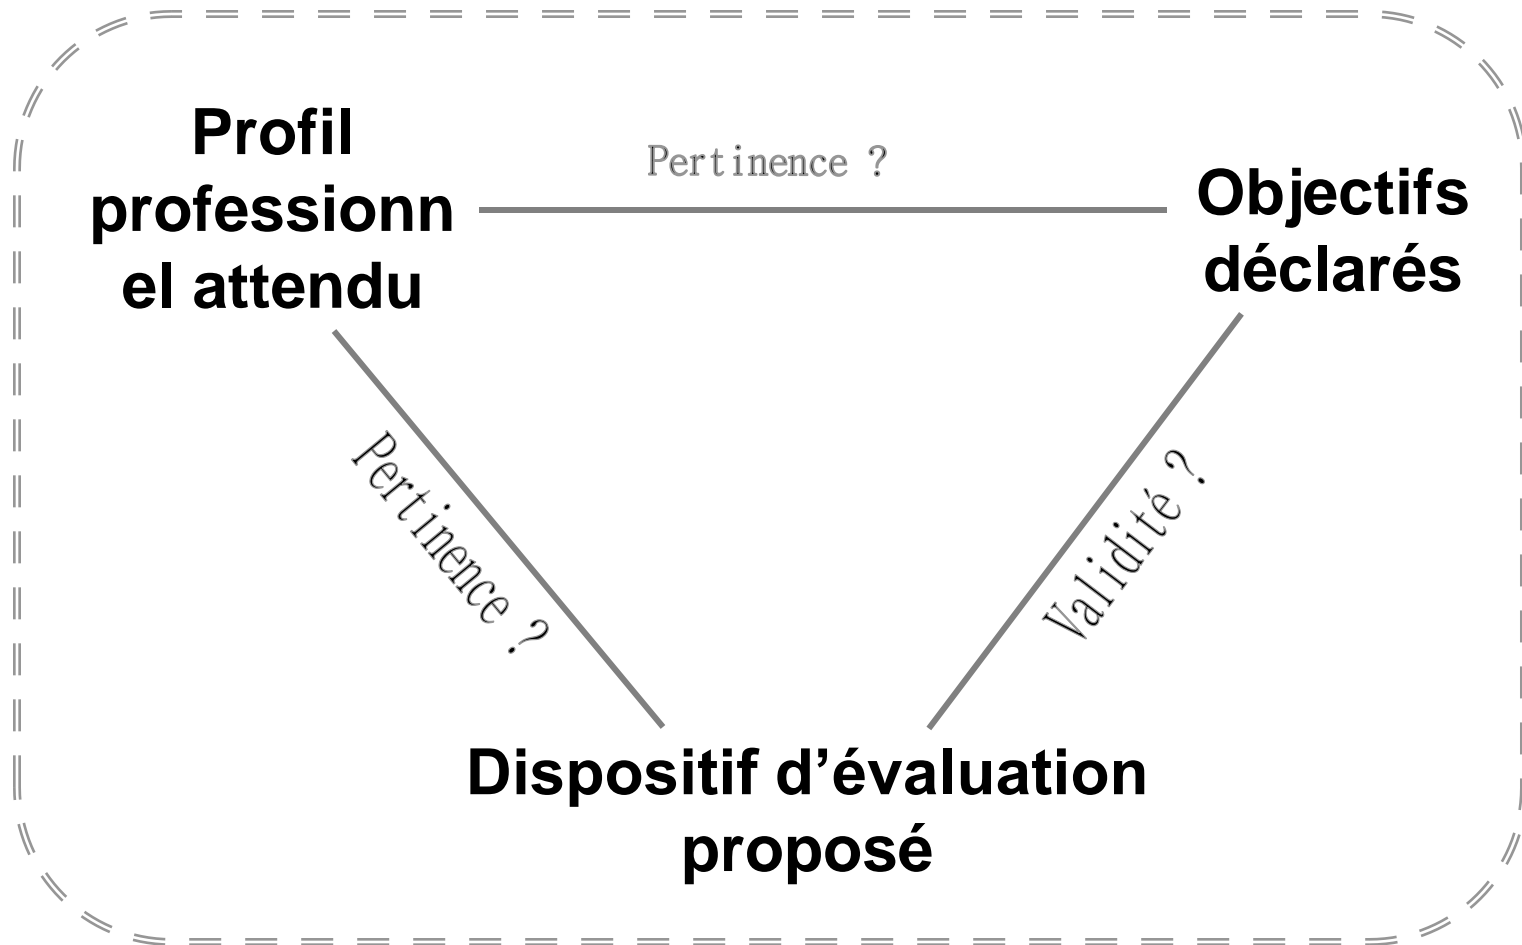 Profil
professionn
el attendu
Pertinence ?
Objectifs
déclarés
Pertinence ?
Validité ?
Dispositif d’évaluation
proposé